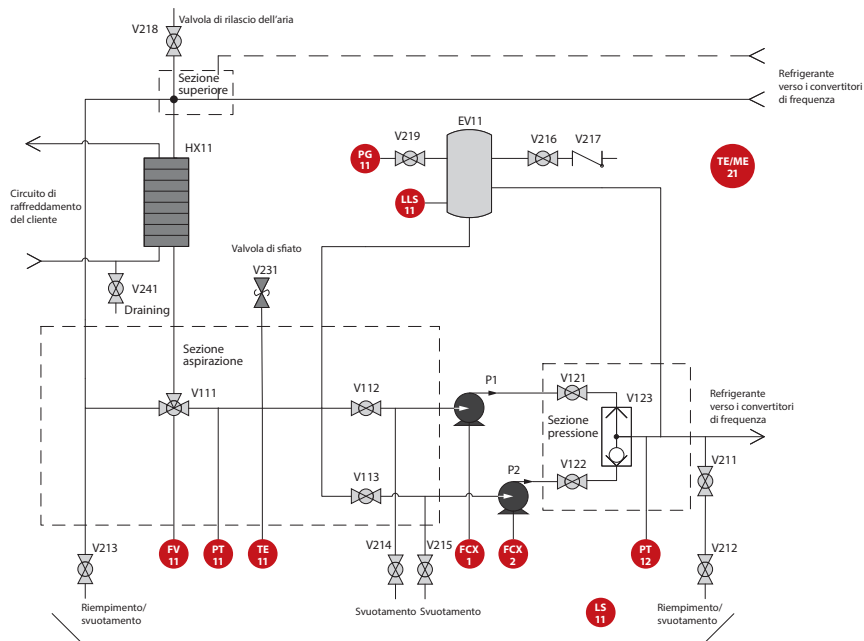 Valvola di rilascio dell'aria
V218
Sezione
superiore
Refrigerante
verso i convertitori
di frequenza
EV11
V219
V216
V217
HX11
PG
11
TE/ME
21
LLS
11
Circuito di
raffreddamento
del cliente
Valvola di sfiato
V231
V241
Draining
Sezione
aspirazione
V111
V112
P1
V121
V123
Refrigerante
verso i convertitori
di frequenza
Sezione
pressione
V113
P2
V122
V211
V213
FV
11
PT
11
TE
11
V214
V215
FCX
1
FCX
2
PT
12
V212
Riempimento/
svuotamento
Svuotamento
Svuotamento
LS
11
Riempimento/
svuotamento